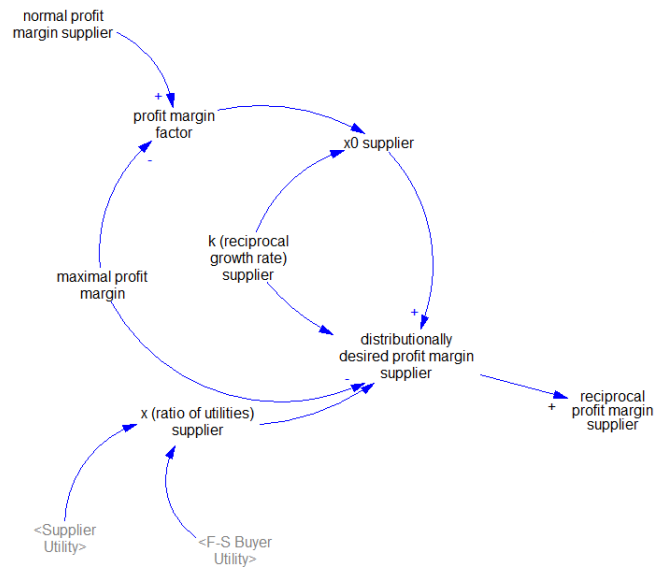 normal profit
margin supplier
+
profit margin
factor
-
x0 supplier
k (reciprocal
growth rate)
supplier
maximal profit
margin
+
distributionally
desired profit margin
supplier
-
reciprocal
profit margin
supplier
+
x (ratio of utilities)
supplier
<Supplier
Utility>
<F-S Buyer
Utility>